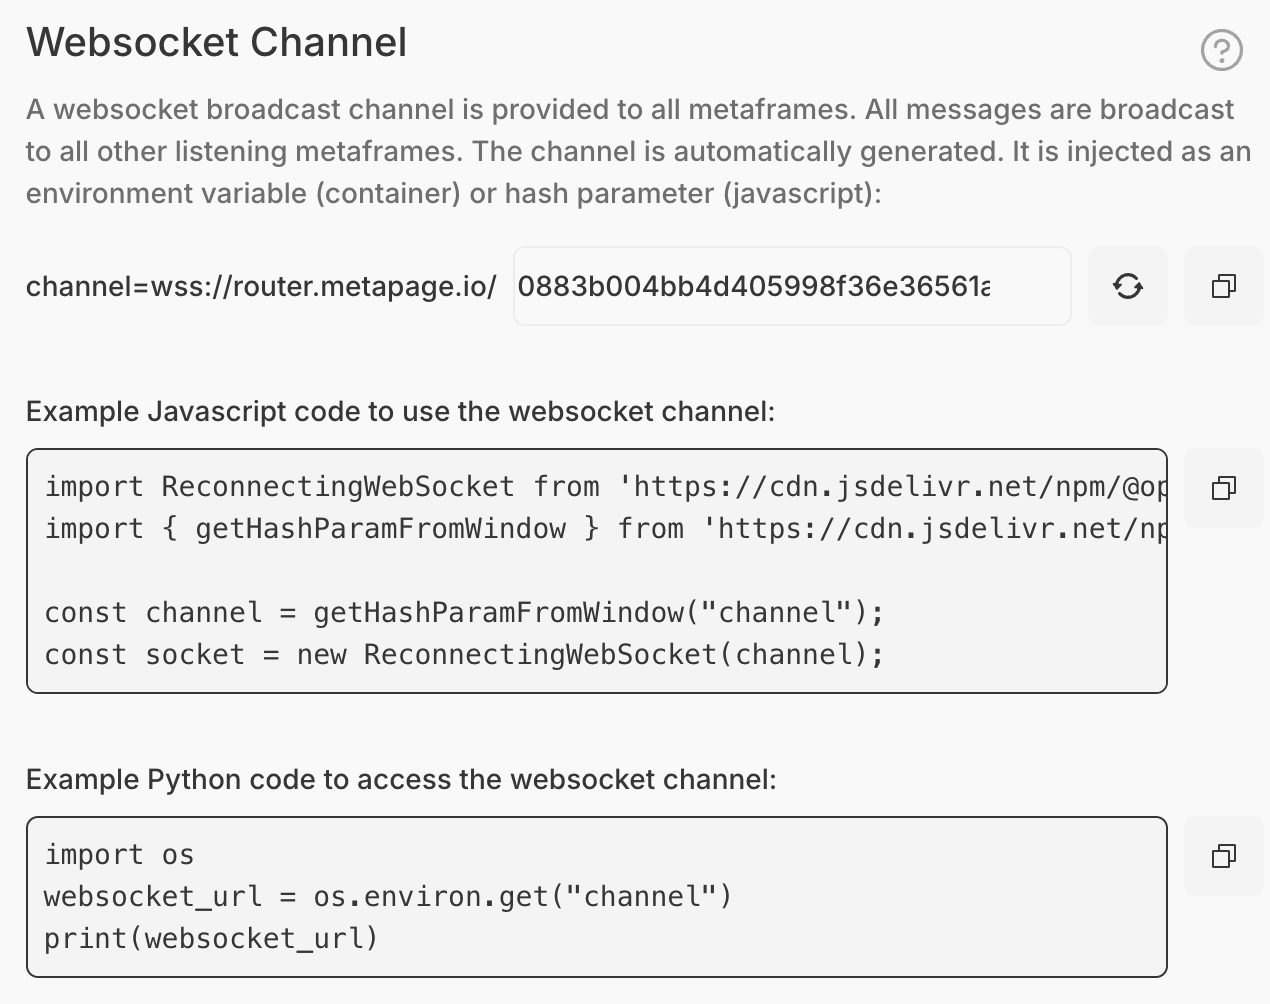 Websocket Channel
A websocket broadcast channel is provided to all metaframes. All messages are broadcast
to all other listening metaframes. The channel is automatically generated. It is injected as an
environment variable (container) or hash parameter (javascript):
channel=wss://router.metapage.io/ 0883b004bb4d405998f36e36561a
Example Javascript code to use the websocket channel:
import ReconnectingWebSocket from 'https://cdn.jsdelivr.net/npm/@op
import { getHashParamFromWindow } from 'https://cdn.jsdelivr.net/np
const channel = getHashParamFromWindow("channel");
const socket = new ReconnectingWebSocket(channel);
Example Python code to access the websocket channel:
import os
websocket_url = os.environ.get("channel")
print(websocket_url)